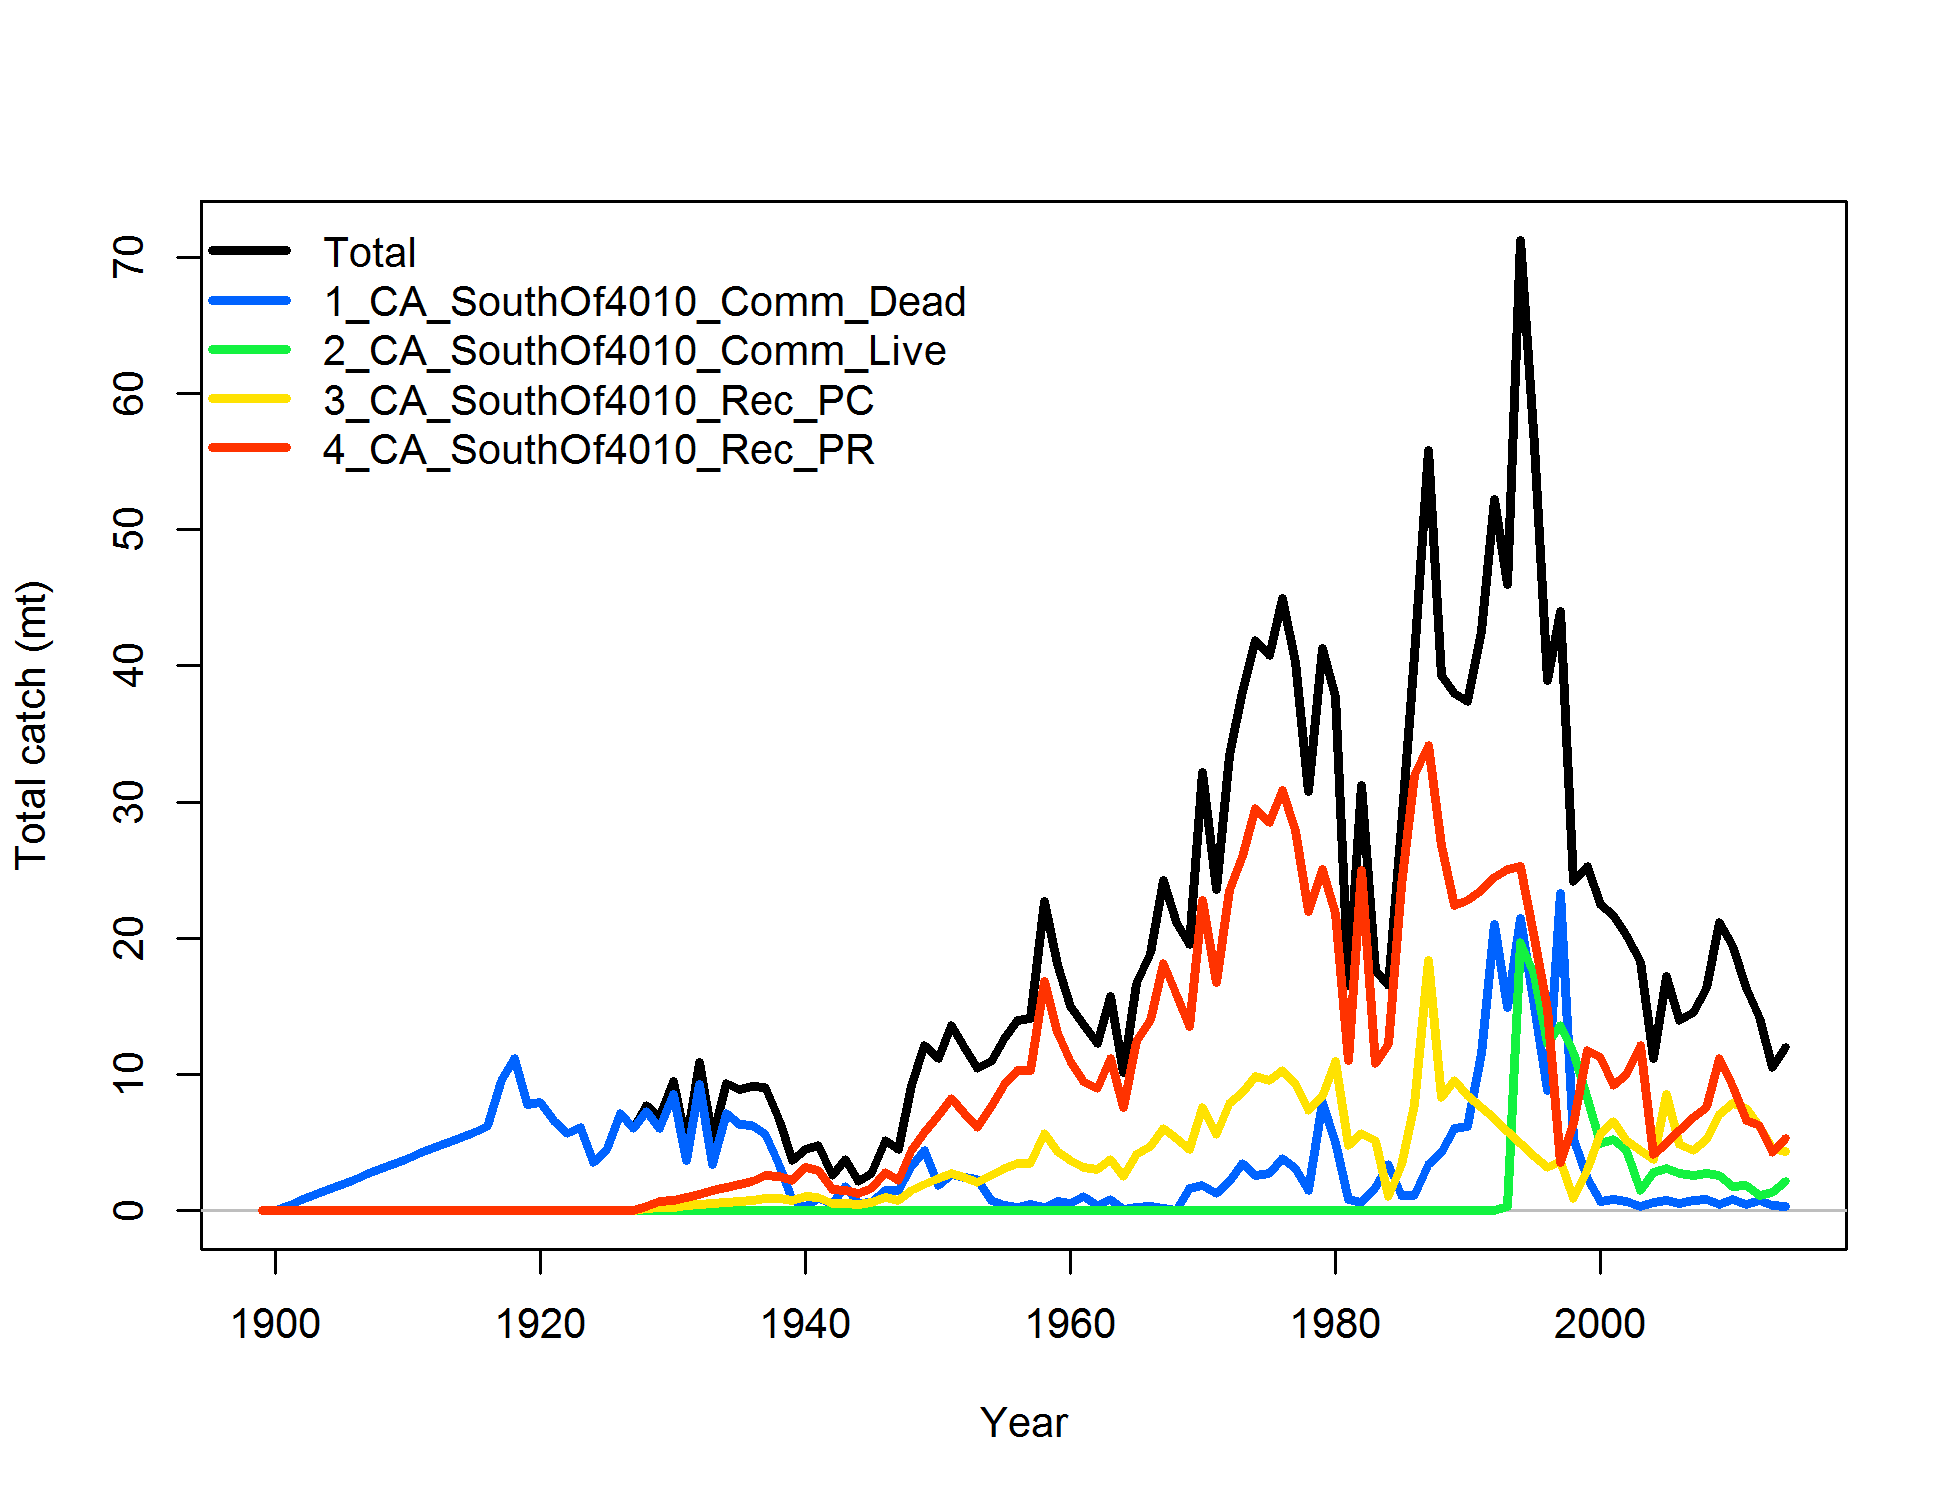 Total
1_CA_SouthOf4010_Comm_Dead
2_CA_SouthOf4010_Comm_Live
3_CA_SouthOf4010_Rec_PC
4_CA_SouthOf4010_Rec_PR
70
60
50
40
30
20
10
0
Total catch (mt)
1900 1920 1940 1960 1980 2000
Year